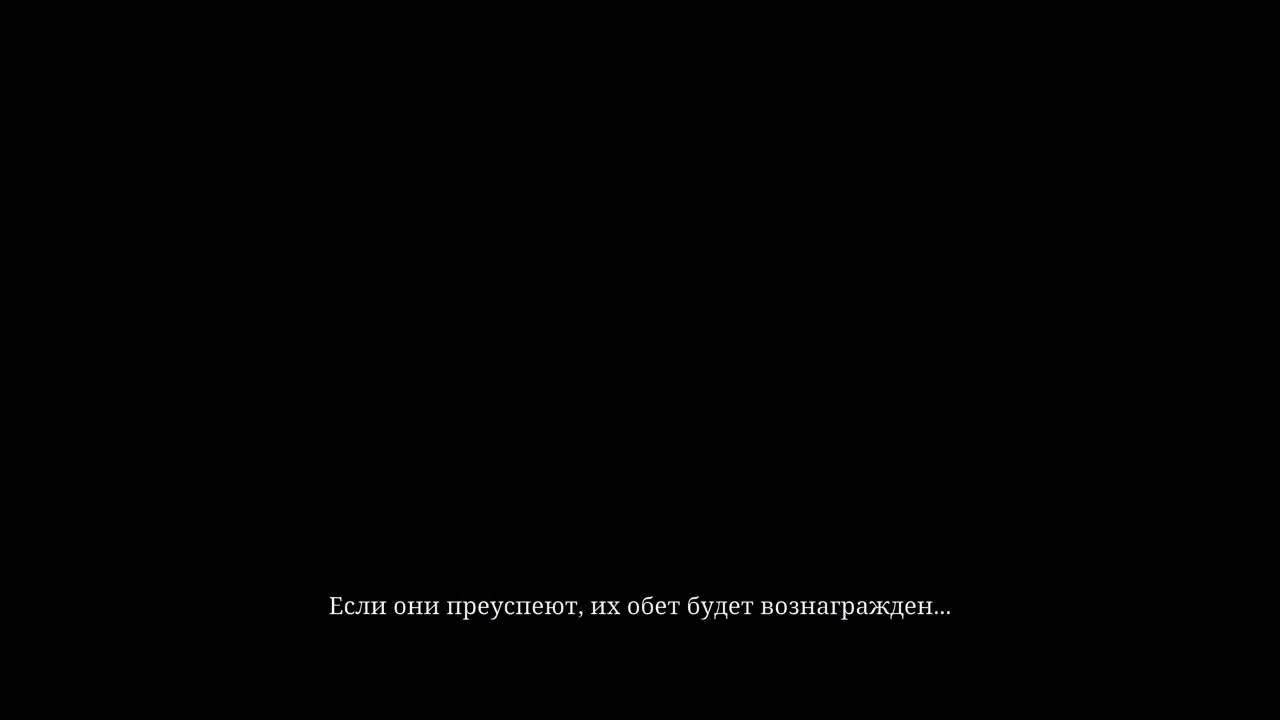 Если они преуспеют, их обет будет вознагражден...